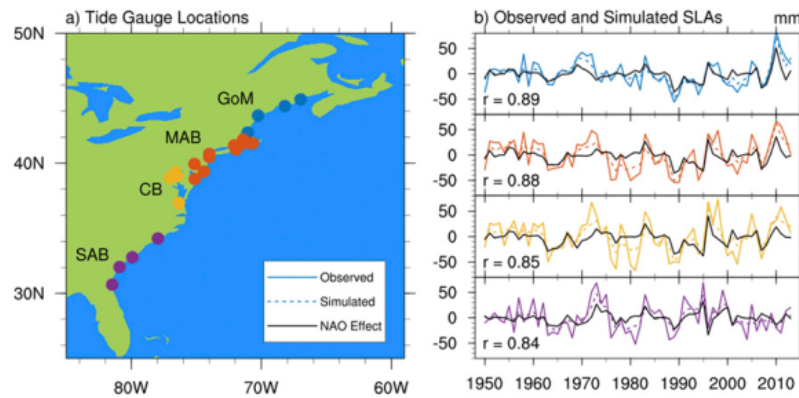 a) Tide Gauge Locations
50N
40N
30N
80W
70W
60W
GoM
MAB
CB
SAB
Observed
Simulated
NAO Effect
b) Observed and Simulated SLAs
mm
50
0
-50
r = 0.89
50
0
-50
r = 0.88
50
0
-50
r = 0.85
50
0
-50
r = 0.84
1950 1960 1970 1980 1990 2000 2010